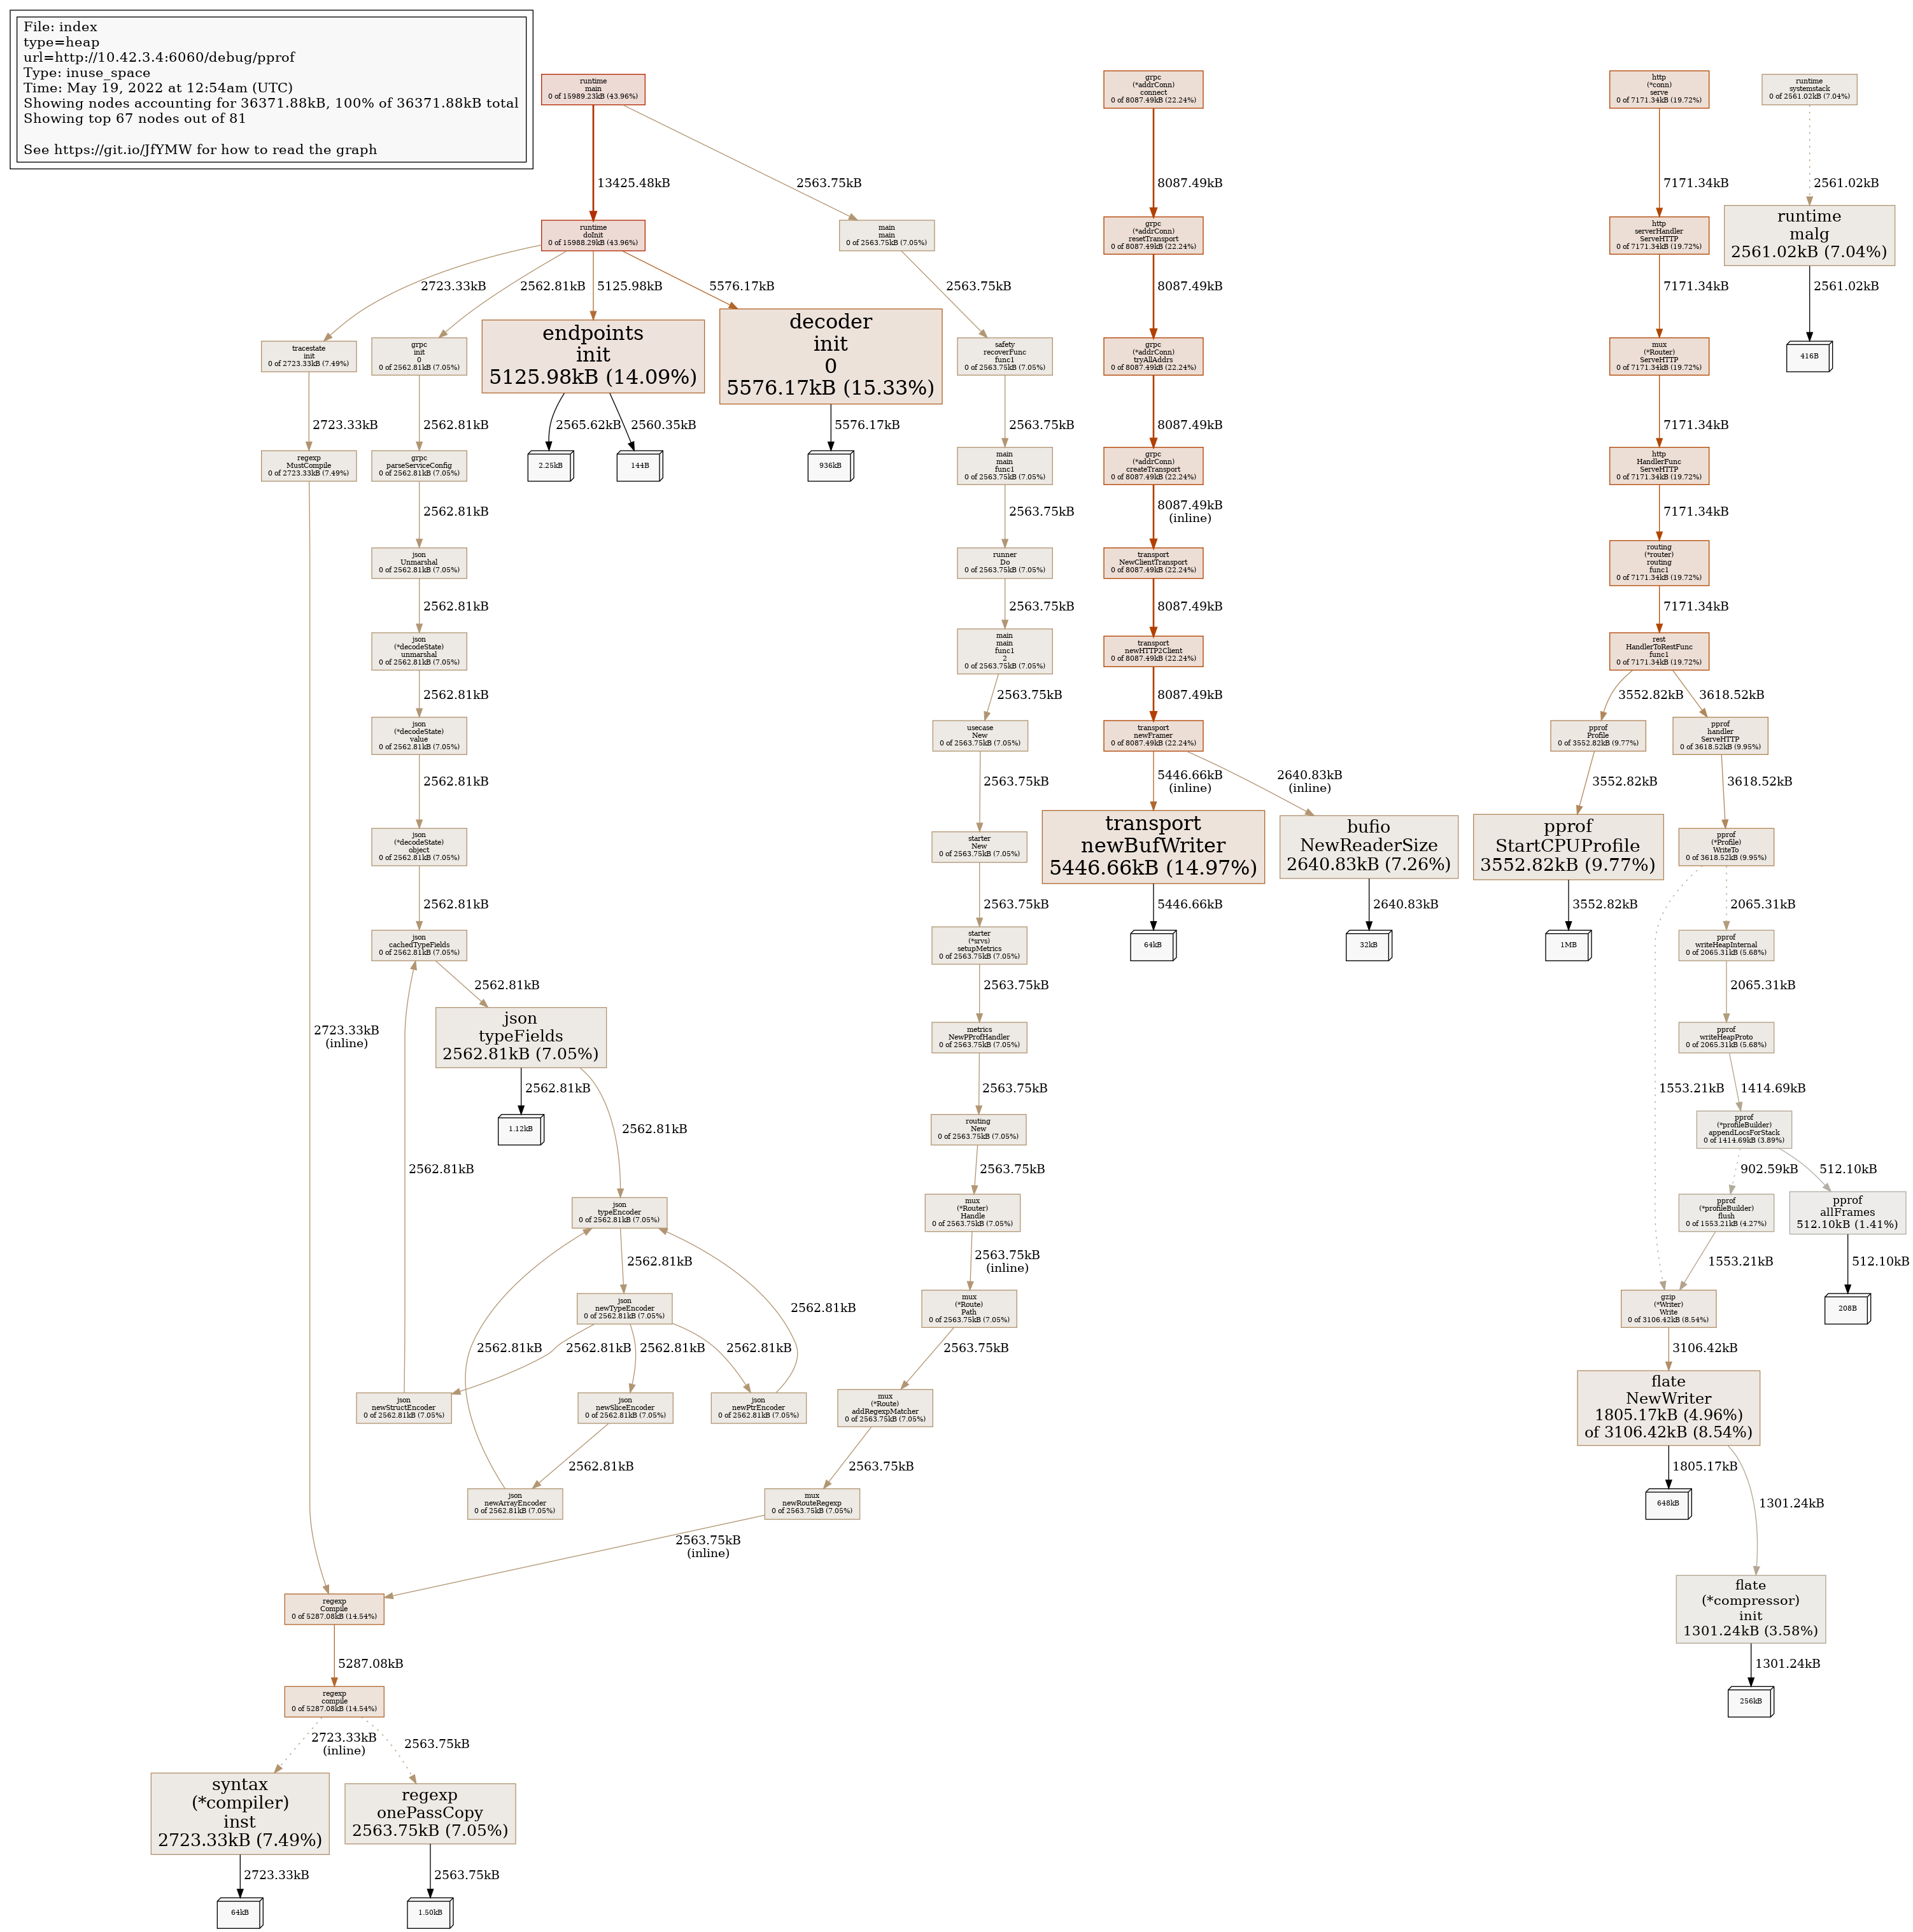 File: index
type=heap
url=http://10.42.3.4:6060/debug/pprof
Type: inuse_space
Time: May 19, 2022 at 12:54am (UTC)
Showing nodes accounting for 36371.88kB, 100% of 36371.88kB total
Showing top 67 nodes out of 81
See https://git.io/JfYMW for how to read the graph
runtime
main
0 of 15989.23kB (43.96%)
13425.48kB
2563.75kB
runtime
doInit
0 of 15988.29kB (43.96%)
main
main
0 of 2563.75kB (7.05%)
2723.33kB
2562.81kB
5125.98kB
5576.17kB
2563.75kB
tracestate
init
0 of 2723.33kB (7.49%)
grpc
init
0
0 of 2562.81kB (7.05%)
endpoints
init
5125.98kB (14.09%)
decoder
init
0
5576.17kB (15.33%)
safety
recoverFunc
func1
0 of 2563.75kB (7.05%)
2723.33kB
2562.81kB
2565.62kB
2560.35kB
5576.17kB
2563.75kB
regexp
MustCompile
0 of 2723.33kB (7.49%)
grpc
parseServiceConfig
0 of 2562.81kB (7.05%)
2.25kB
144B
936kB
main
main
func1
0 of 2563.75kB (7.05%)
2562.81kB
2563.75kB
json
Unmarshal
0 of 2562.81kB (7.05%)
runner
Do
0 of 2563.75kB (7.05%)
2562.81kB
2563.75kB
json
(*decodeState)
unmarshal
0 of 2562.81kB (7.05%)
main
main
func1
2
0 of 2563.75kB (7.05%)
2562.81kB
2563.75kB
json
(*decodeState)
value
0 of 2562.81kB (7.05%)
usecase
New
0 of 2563.75kB (7.05%)
2562.81kB
2563.75kB
json
(*decodeState)
object
0 of 2562.81kB (7.05%)
starter
New
0 of 2563.75kB (7.05%)
2562.81kB
2563.75kB
json
cachedTypeFields
0 of 2562.81kB (7.05%)
starter
(*srvs)
setupMetrics
0 of 2563.75kB (7.05%)
2562.81kB
2563.75kB
2723.33kB
(inline)
json
typeFields
2562.81kB (7.05%)
metrics
NewPProfHandler
0 of 2563.75kB (7.05%)
2562.81kB
2563.75kB
1.12kB
2562.81kB
routing
New
0 of 2563.75kB (7.05%)
2562.81kB
2563.75kB
json
typeEncoder
0 of 2562.81kB (7.05%)
mux
(*Router)
Handle
0 of 2563.75kB (7.05%)
2562.81kB
2563.75kB
(inline)
json
newTypeEncoder
0 of 2562.81kB (7.05%)
2562.81kB
mux
(*Route)
Path
0 of 2563.75kB (7.05%)
2562.81kB
2562.81kB
2562.81kB
2562.81kB
2563.75kB
json
newStructEncoder
0 of 2562.81kB (7.05%)
json
newSliceEncoder
0 of 2562.81kB (7.05%)
json
newPtrEncoder
0 of 2562.81kB (7.05%)
mux
(*Route)
addRegexpMatcher
0 of 2563.75kB (7.05%)
2562.81kB
2563.75kB
json
newArrayEncoder
0 of 2562.81kB (7.05%)
mux
newRouteRegexp
0 of 2563.75kB (7.05%)
2563.75kB
(inline)
regexp
Compile
0 of 5287.08kB (14.54%)
5287.08kB
regexp
compile
0 of 5287.08kB (14.54%)
2723.33kB
(inline)
2563.75kB
syntax
(*compiler)
inst
2723.33kB (7.49%)
regexp
onePassCopy
2563.75kB (7.05%)
2723.33kB
2563.75kB
64kB
1.50kB
grpc
(*addrConn)
connect
0 of 8087.49kB (22.24%)
8087.49kB
grpc
(*addrConn)
resetTransport
0 of 8087.49kB (22.24%)
8087.49kB
grpc
(*addrConn)
tryAllAddrs
0 of 8087.49kB (22.24%)
8087.49kB
grpc
(*addrConn)
createTransport
0 of 8087.49kB (22.24%)
8087.49kB
(inline)
transport
NewClientTransport
0 of 8087.49kB (22.24%)
8087.49kB
transport
newHTTP2Client
0 of 8087.49kB (22.24%)
8087.49kB
transport
newFramer
0 of 8087.49kB (22.24%)
5446.66kB
(inline)
2640.83kB
(inline)
transport
newBufWriter
5446.66kB (14.97%)
bufio
NewReaderSize
2640.83kB (7.26%)
5446.66kB
2640.83kB
64kB
32kB
http
(*conn)
serve
0 of 7171.34kB (19.72%)
7171.34kB
http
serverHandler
ServeHTTP
0 of 7171.34kB (19.72%)
7171.34kB
mux
(*Router)
ServeHTTP
0 of 7171.34kB (19.72%)
7171.34kB
http
HandlerFunc
ServeHTTP
0 of 7171.34kB (19.72%)
7171.34kB
routing
(*router)
routing
func1
0 of 7171.34kB (19.72%)
7171.34kB
rest
HandlerToRestFunc
func1
0 of 7171.34kB (19.72%)
3552.82kB
3618.52kB
pprof
Profile
0 of 3552.82kB (9.77%)
pprof
handler
ServeHTTP
0 of 3618.52kB (9.95%)
3552.82kB
3618.52kB
pprof
StartCPUProfile
3552.82kB (9.77%)
pprof
(*Profile)
WriteTo
0 of 3618.52kB (9.95%)
3552.82kB
2065.31kB
1MB
pprof
writeHeapInternal
0 of 2065.31kB (5.68%)
2065.31kB
pprof
writeHeapProto
0 of 2065.31kB (5.68%)
1553.21kB
1414.69kB
pprof
(*profileBuilder)
appendLocsForStack
0 of 1414.69kB (3.89%)
902.59kB
512.10kB
pprof
(*profileBuilder)
flush
0 of 1553.21kB (4.27%)
pprof
allFrames
512.10kB (1.41%)
1553.21kB
512.10kB
gzip
(*Writer)
Write
0 of 3106.42kB (8.54%)
208B
3106.42kB
flate
NewWriter
1805.17kB (4.96%)
of 3106.42kB (8.54%)
1805.17kB
1301.24kB
648kB
flate
(*compressor)
init
1301.24kB (3.58%)
1301.24kB
256kB
runtime
systemstack
0 of 2561.02kB (7.04%)
2561.02kB
runtime
malg
2561.02kB (7.04%)
2561.02kB
416B